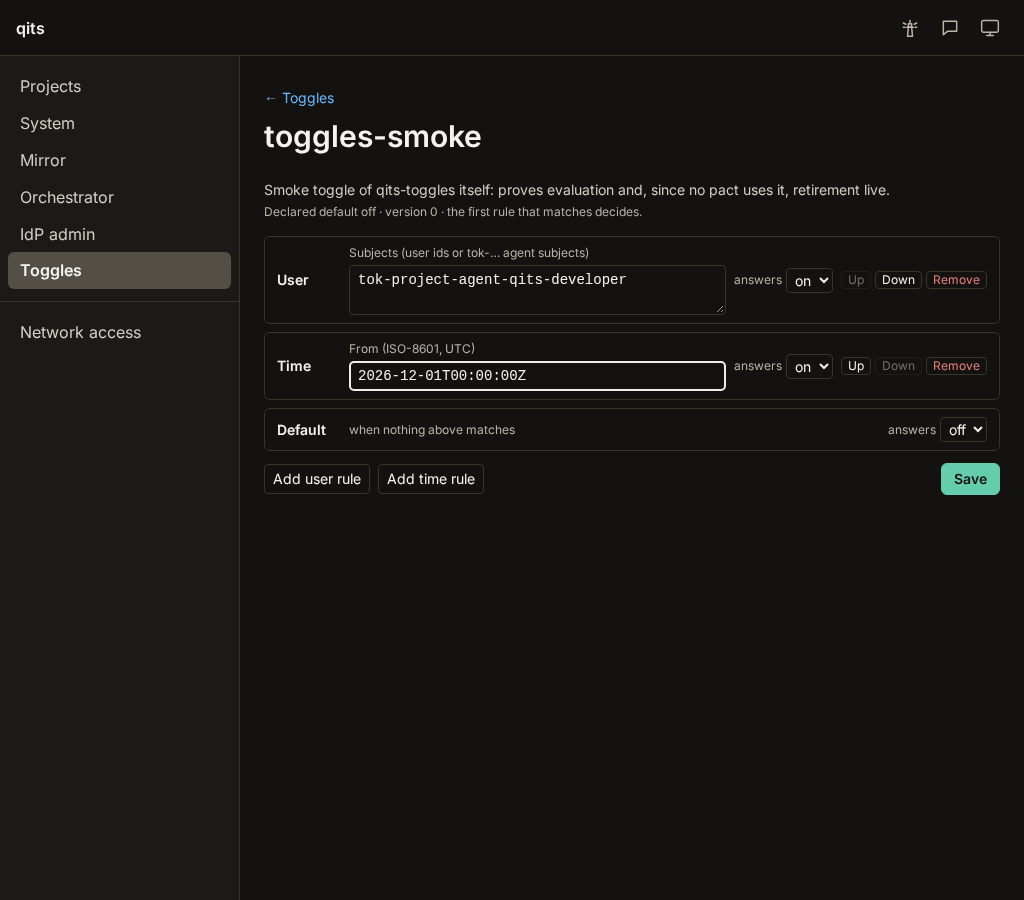 qits
Projects
System
Mirror
Orchestrator
IdP admin
Toggles
Network access
← Toggles
toggles-smoke
Smoke toggle of qits-toggles itself: proves evaluation and, since no pact uses it, retirement live.
Declared default off · version 0 · the first rule that matches decides.
User
Subjects (user ids or tok-… agent subjects)
tok-project-agent-qits-developer
answers on Up Down Remove
Time
From (ISO-8601, UTC)
2026-12-01T00:00:00Z
answers on Up Down Remove
Default when nothing above matches answers off
Add user rule Add time rule Save